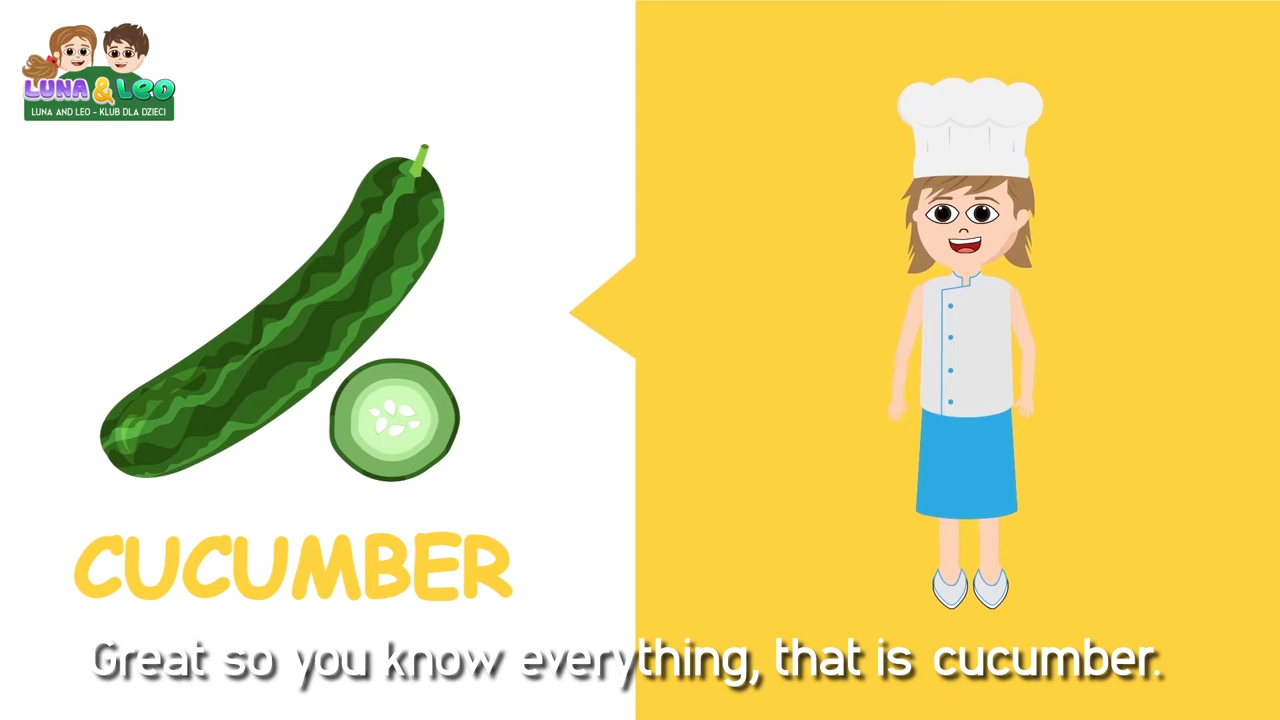 LUNA & LEO
LUNA AND LEO - KLUB DLA DZIECI
CUCUMBER
Great so you know everything, that is cucumber.